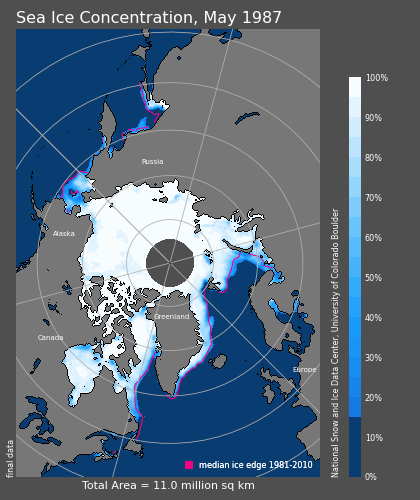 Sea Ice Concentration, May 1987
Russia
Alaska
Greenland
Canada
Europe
median ice edge 1981-2010
final data
Total Area = 11.0 million sq km
100%
90%
80%
70%
60%
50%
40%
30%
20%
10%
0%
National Snow and Ice Data Center, University of Colorado Boulder